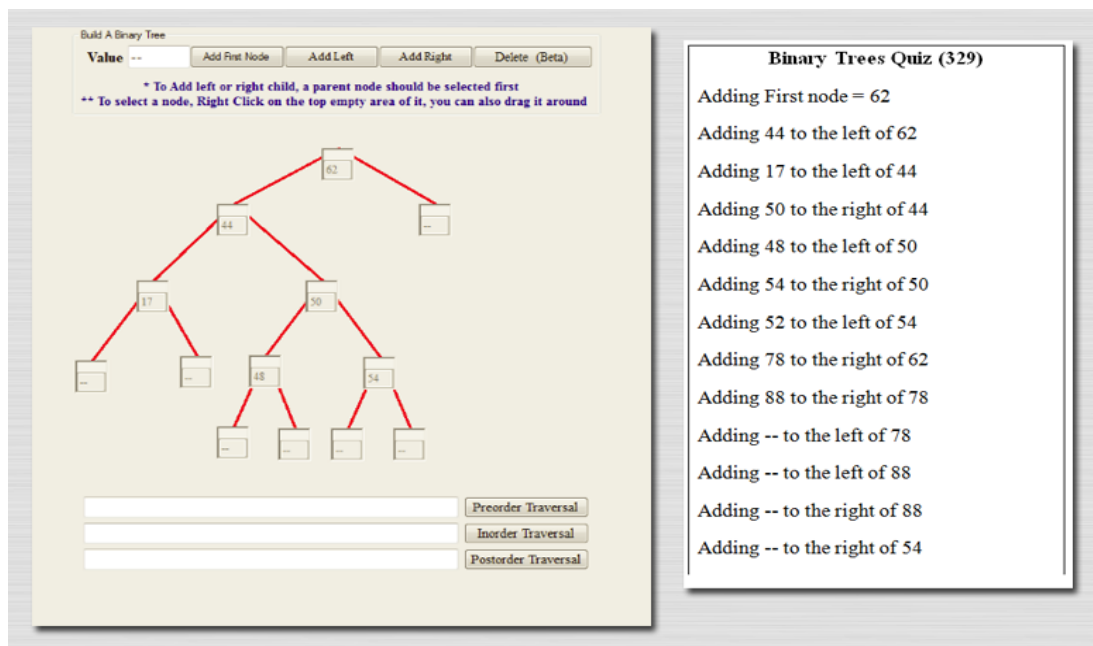 Build A Binary Tree
Value -- Add First Node Add Left Add Right Delete (Beta)
* To Add left or right child, a parent node should be selected first
** To select a node, Right Click on the top empty area of it, you can also drag it around
62
44 --
17 50
-- -- 48 54
-- -- -- --
Preorder Traversal
Inorder Traversal
Postorder Traversal
Binary Trees Quiz (329)
Adding First node = 62
Adding 44 to the left of 62
Adding 17 to the left of 44
Adding 50 to the right of 44
Adding 48 to the left of 50
Adding 54 to the right of 50
Adding 52 to the left of 54
Adding 78 to the right of 62
Adding 88 to the right of 78
Adding -- to the left of 78
Adding -- to the left of 88
Adding -- to the right of 88
Adding -- to the right of 54